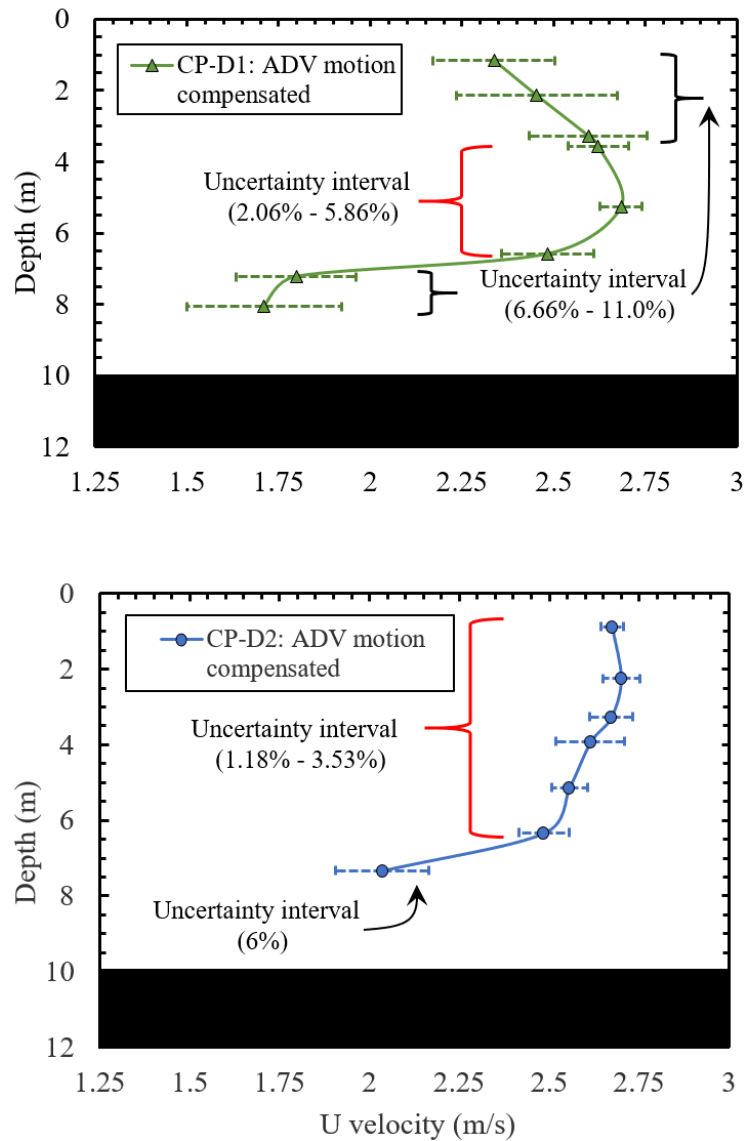 0
2
4
6
8
10
12
Depth (m)
CP-D1: ADV motion
compensated
Uncertainty interval
(2.06% - 5.86%)
Uncertainty interval
(6.66% - 11.0%)
1.25 1.5 1.75 2 2.25 2.5 2.75 3
0
2
4
6
8
10
12
Depth (m)
CP-D2: ADV motion
compensated
Uncertainty interval
(1.18% - 3.53%)
Uncertainty interval
(6%)
1.25 1.5 1.75 2 2.25 2.5 2.75 3
U velocity (m/s)